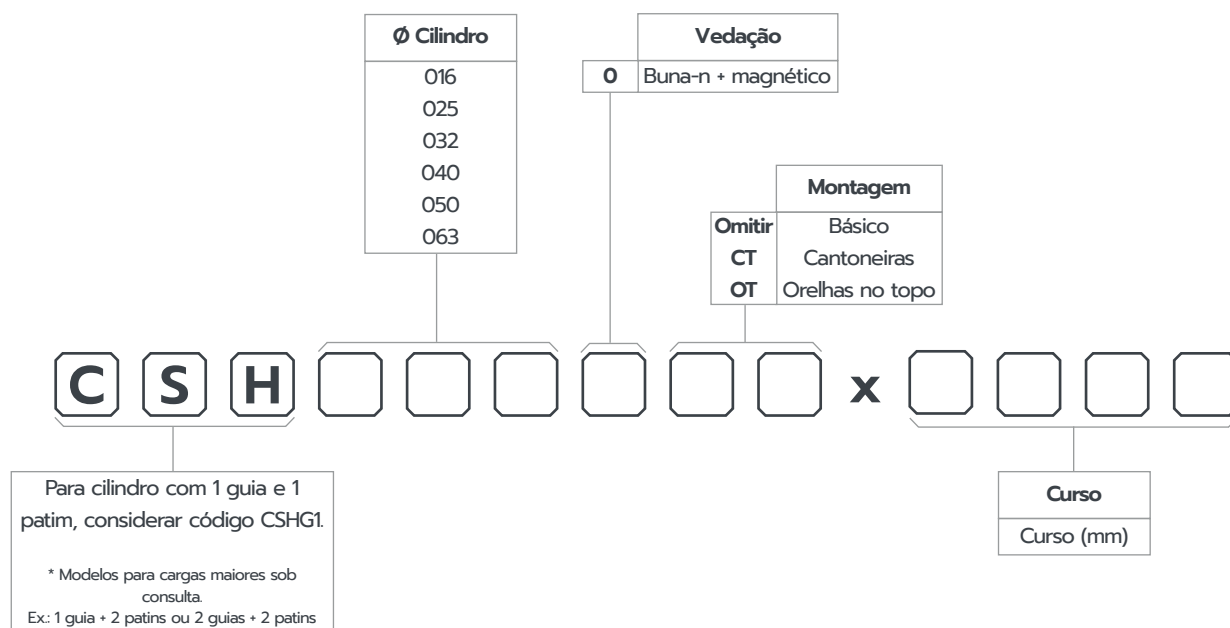 Ø Cilindro
016
025
032
040
050
063
Vedação
0 Buna-n + magnético
Montagem
Omitir Básico
CT Cantoneiras
OT Orelhas no topo
C S H x
Para cilindro com 1 guia e 1
patim, considerar código CSHG1.
* Modelos para cargas maiores sob
consulta.
Ex.: 1 guia + 2 patins ou 2 guias + 2 patins
Curso
Curso (mm)